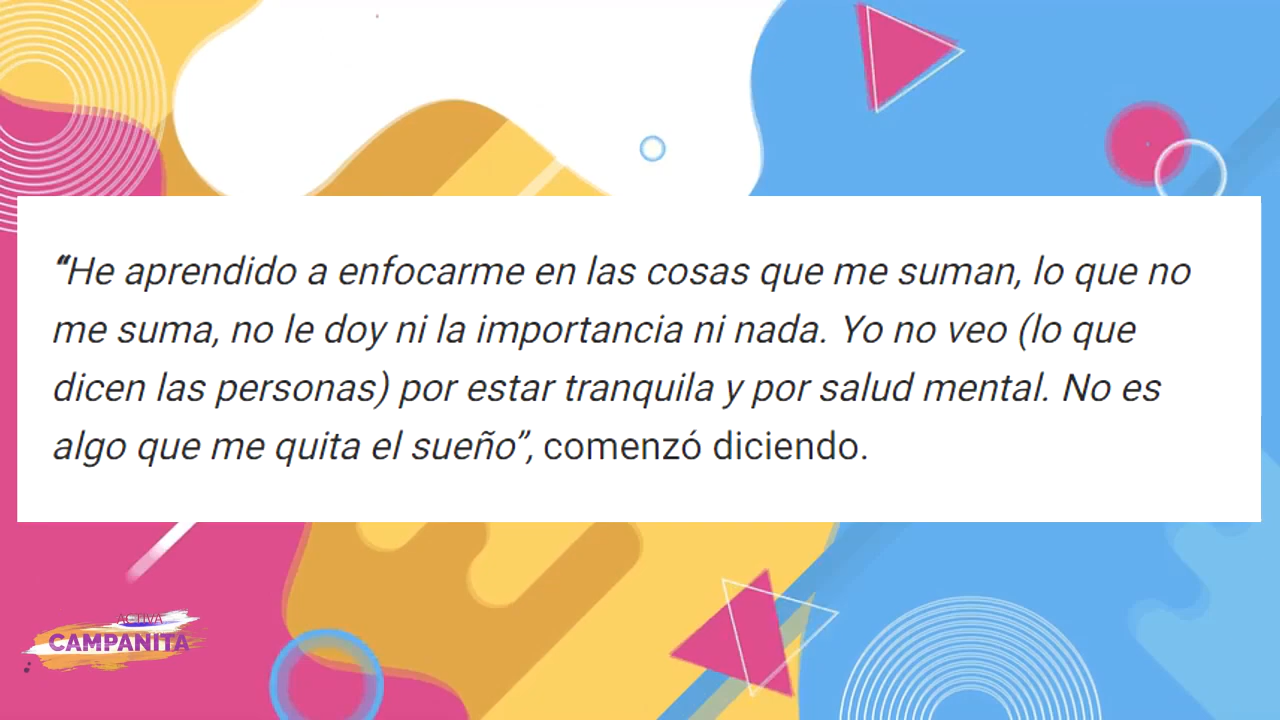 “He aprendido a enfocarme en las cosas que me suman, lo que no
me suma, no le doy ni la importancia ni nada. Yo no veo (lo que
dicen las personas) por estar tranquila y por salud mental. No es
algo que me quita el sueño”, comenzó diciendo.
ACTIVA
CAMPANITA